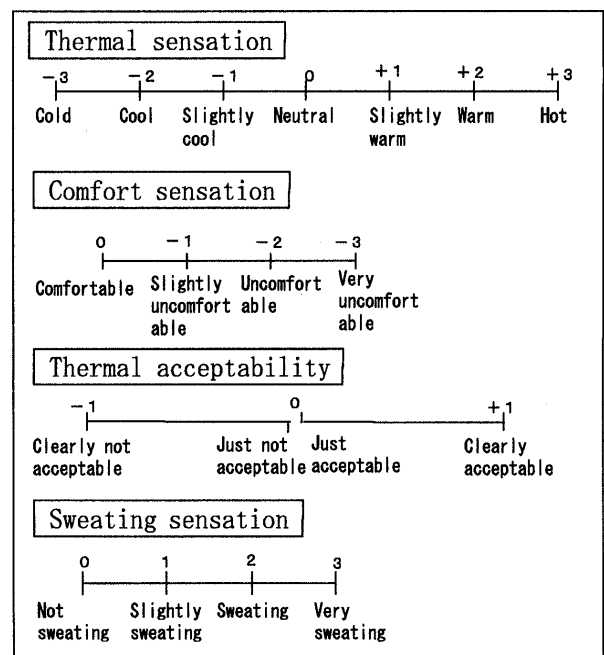 Thermal sensation
−3 −2 −1 0 +1 +2 +3
Cold Cool Slightly Neutral Slightly Warm Hot
cool warm
Comfort sensation
0 −1 −2 −3
Comfortable Slightly Uncomfort Very
uncomfort able uncomfort
able able
Thermal acceptability
−1 0 +1
Clearly not Just not Just Clearly
acceptable acceptable acceptable acceptable
Sweating sensation
0 1 2 3
Not Slightly Sweating Very
sweating sweating sweating